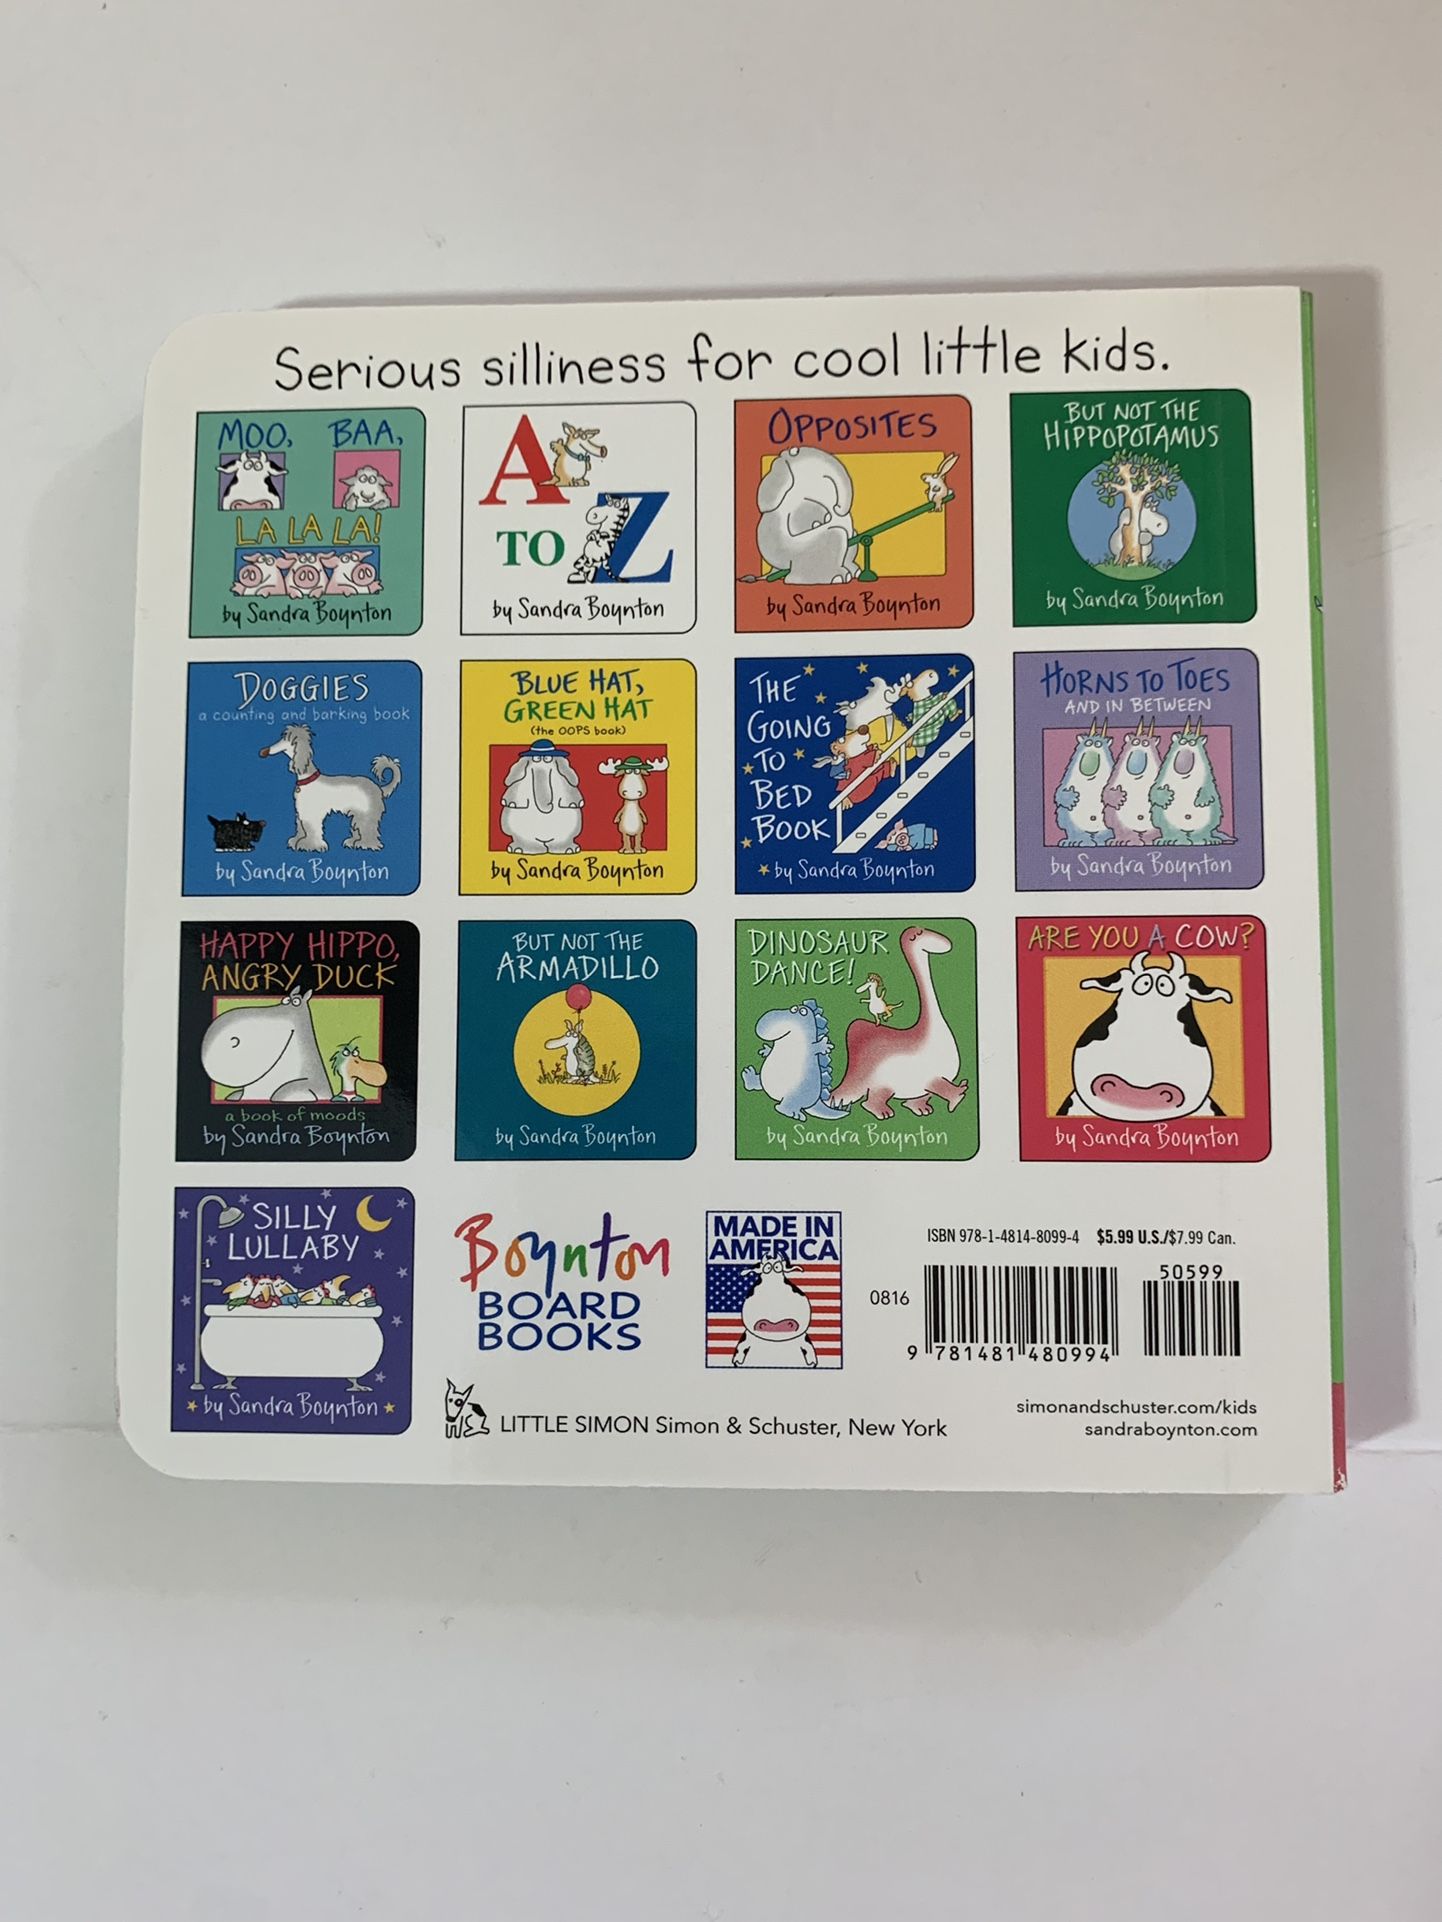 Serious silliness for cool little kids.
MOO, BAA,
LA LA LA!
by Sandra Boynton
A
TO Z
by Sandra Boynton
OPPOSITES
by Sandra Boynton
BUT NOT THE
HIPPOPOTAMUS
by Sandra Boynton
DOGGIES
a counting and barking book
by Sandra Boynton
BLUE HAT,
GREEN HAT
(the OOPS book)
by Sandra Boynton
THE
GOING
TO
BED
BOOK
by Sandra Boynton
HORNS TO TOES
AND IN BETWEEN
by Sandra Boynton
HAPPY HIPPO,
ANGRY DUCK
a book of moods
by Sandra Boynton
BUT NOT THE
ARMADILLO
by Sandra Boynton
DINOSAUR
DANCE!
by Sandra Boynton
ARE YOU A COW?
by Sandra Boynton
SILLY
LULLABY
by Sandra Boynton
Boynton
BOARD
BOOKS
MADE IN
AMERICA
ISBN 978-1-4814-8099-4 $5.99 U.S./$7.99 Can.
50599
0816
9 781481 480994
LITTLE SIMON Simon & Schuster, New York
simonandschuster.com/kids
sandraboynton.com